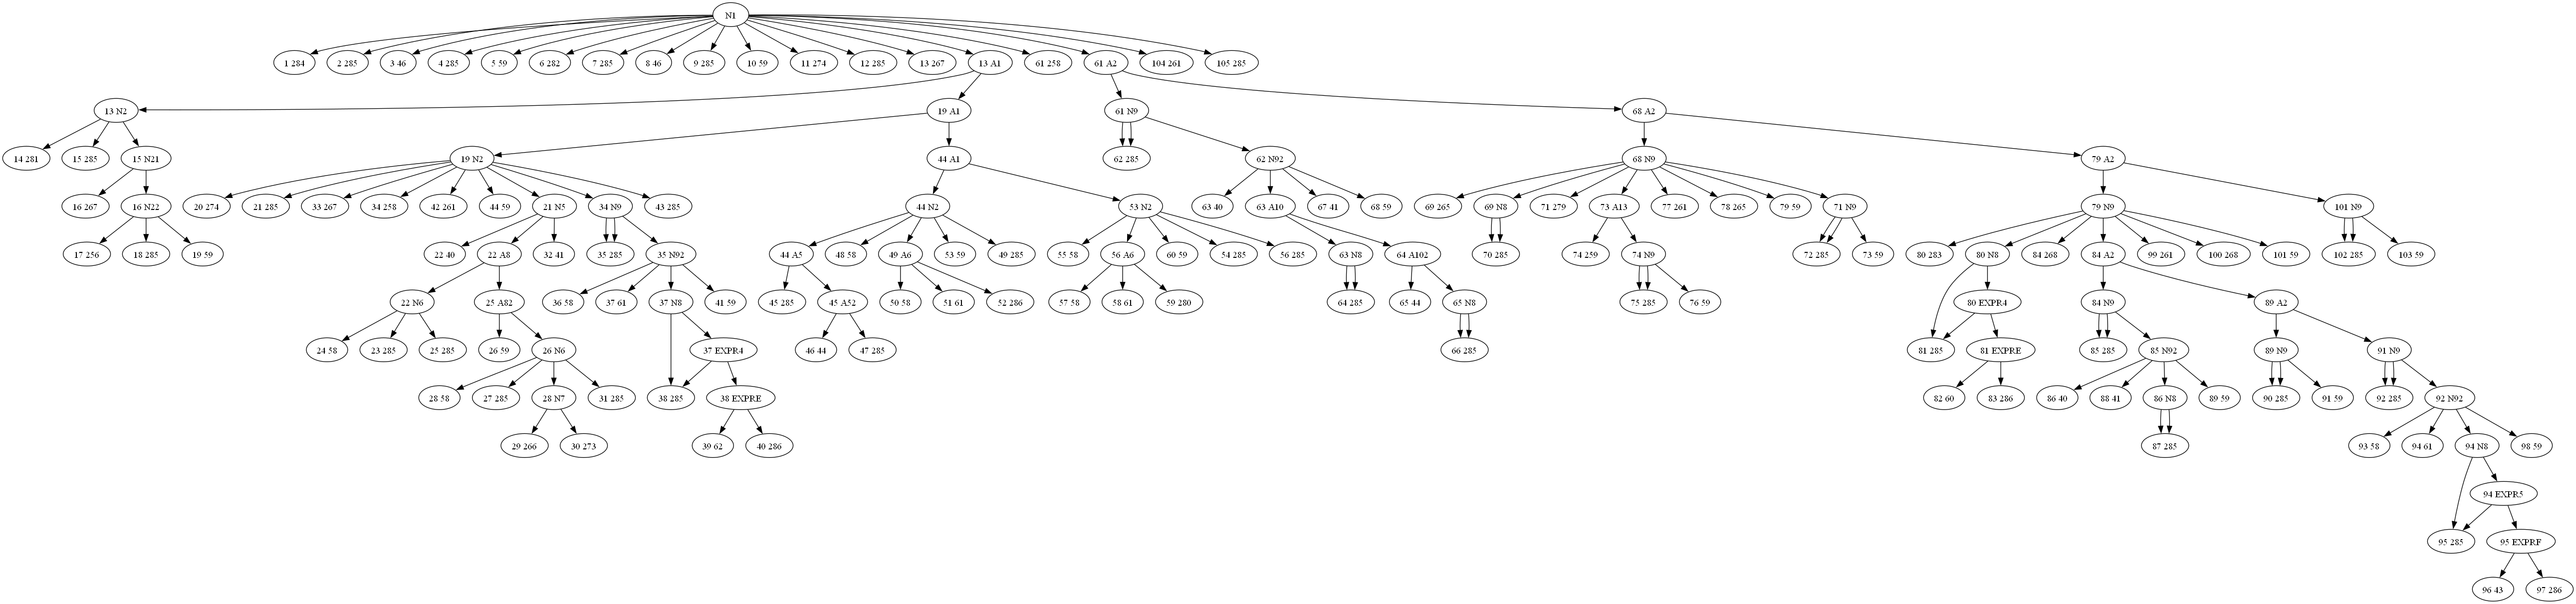 N1
1 284
2 285
3 46
4 285
5 59
6 282
7 285
8 46
9 285
10 59
11 274
12 285
13 267
13 A1
61 258
61 A2
104 261
105 285
13 N2
19 A1
61 N9
68 A2
14 281
15 285
15 N21
19 N2
44 A1
62 285
62 N92
68 N9
79 A2
16 267
16 N22
20 274
21 285
33 267
34 258
42 261
44 59
21 N5
34 N9
43 285
44 N2
53 N2
63 40
63 A10
67 41
68 59
69 265
69 N8
71 279
73 A13
77 261
78 265
79 59
71 N9
79 N9
101 N9
17 256
18 285
19 59
22 40
22 A8
32 41
35 285
35 N92
44 A5
48 58
49 A6
53 59
49 285
55 58
56 A6
60 59
54 285
56 285
63 N8
64 A102
70 285
74 259
74 N9
72 285
73 59
80 283
80 N8
84 268
84 A2
99 261
100 268
101 59
102 285
103 59
22 N6
25 A82
36 58
37 61
37 N8
41 59
45 285
45 A52
50 58
51 61
52 286
57 58
58 61
59 280
64 285
65 44
65 N8
75 285
76 59
80 EXPR4
84 N9
89 A2
24 58
23 285
25 285
26 59
26 N6
37 EXPR4
46 44
47 285
66 285
81 285
81 EXPRE
85 285
85 N92
89 N9
91 N9
28 58
27 285
28 N7
31 285
38 285
38 EXPRE
82 60
83 286
86 40
88 41
86 N8
89 59
90 285
91 59
92 285
92 N92
29 266
30 273
39 62
40 286
87 285
93 58
94 61
94 N8
98 59
94 EXPR5
95 285
95 EXPRF
96 43
97 286